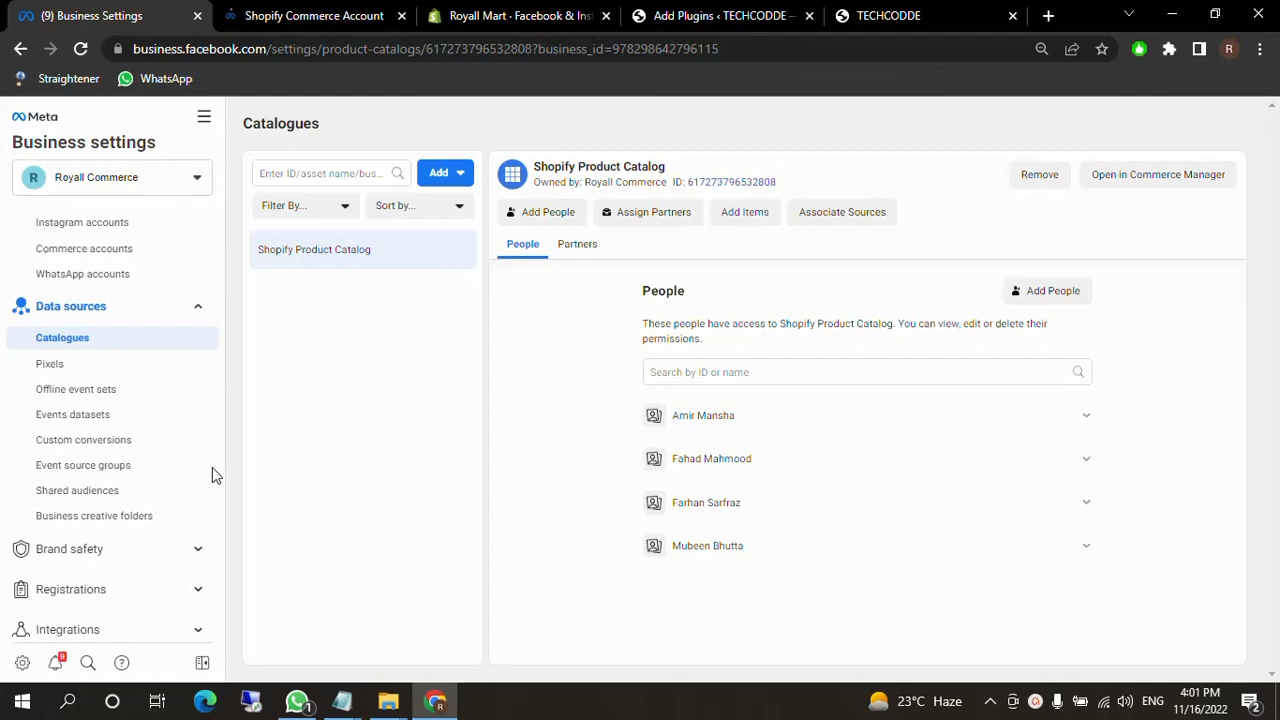 (9) Business Settings
Shopify Commerce Account
Royall Mart · Facebook & Inst
Add Plugins ‹ TECHCODDE —
TECHCODDE
business.facebook.com/settings/product-catalogs/617273796532808?business_id=978298642796115
R
Straightener
WhatsApp
Meta
Business settings
R
Royall Commerce
Instagram accounts
Commerce accounts
WhatsApp accounts
Data sources
Catalogues
Pixels
Offline event sets
Events datasets
Custom conversions
Event source groups
Shared audiences
Business creative folders
Brand safety
Registrations
Integrations
9
Catalogues
Enter ID/asset name/bus...
Add
Filter By...
Sort by...
Shopify Product Catalog
Shopify Product Catalog
Owned by: Royall Commerce ID: 617273796532808
Remove
Open in Commerce Manager
Add People
Assign Partners
Add Items
Associate Sources
People
Partners
People
Add People
These people have access to Shopify Product Catalog. You can view, edit or delete their
permissions.
Search by ID or name
Amir Mansha
Fahad Mahmood
Farhan Sarfraz
Mubeen Bhutta
1
R
23°C Haze
ENG
4:01 PM
11/16/2022
2